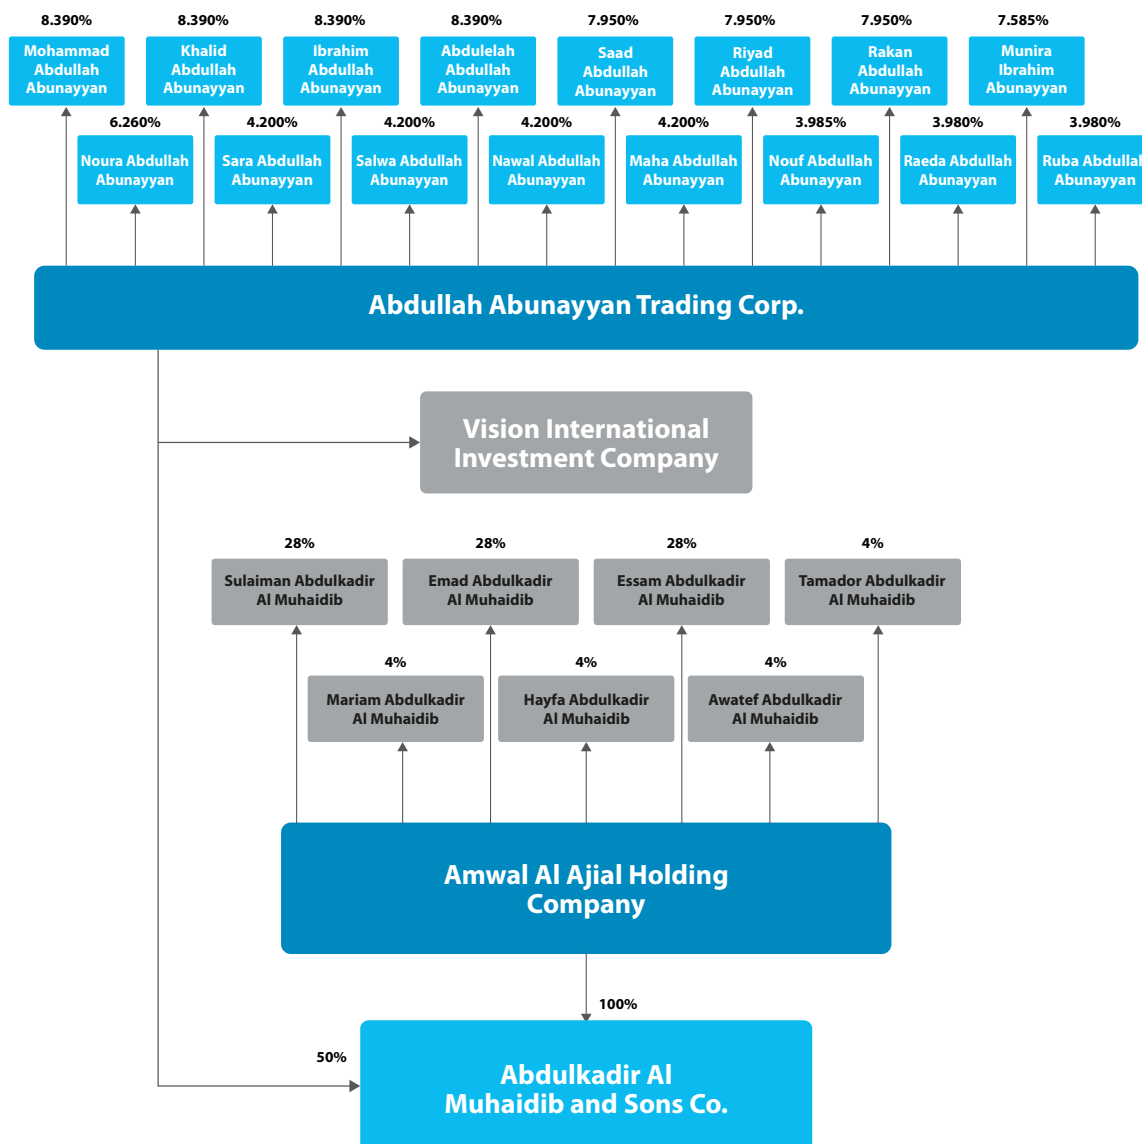 8.390%
8.390%
8.390%
8.390%
7.950%
7.950%
7.950%
7.585%
Mohammad
Abdullah
Abunayyan
Khalid
Abdullah
Abunayyan
Ibrahim
Abdullah
Abunayyan
Abdulelah
Abdullah
Abunayyan
Saad
Abdullah
Abunayyan
Riyad
Abdullah
Abunayyan
Rakan
Abdullah
Abunayyan
Munira
Ibrahim
Abunayyan
6.260%
4.200%
4.200%
4.200%
4.200%
3.985%
3.980%
3.980%
Noura Abdullah
Abunayyan
Sara Abdullah
Abunayyan
Salwa Abdullah
Abunayyan
Nawal Abdullah
Abunayyan
Maha Abdullah
Abunayyan
Nouf Abdullah
Abunayyan
Raeda Abdullah
Abunayyan
Ruba Abdullah
Abunayyan
Abdullah Abunayyan Trading Corp.
Vision International
Investment Company
28%
28%
28%
4%
Sulaiman Abdulkadir
Al Muhaidib
Emad Abdulkadir
Al Muhaidib
Essam Abdulkadir
Al Muhaidib
Tamador Abdulkadir
Al Muhaidib
4%
4%
4%
Mariam Abdulkadir
Al Muhaidib
Hayfa Abdulkadir
Al Muhaidib
Awatef Abdulkadir
Al Muhaidib
Amwal Al Ajial Holding
Company
100%
50%
Abdulkadir Al
Muhaidib and Sons Co.